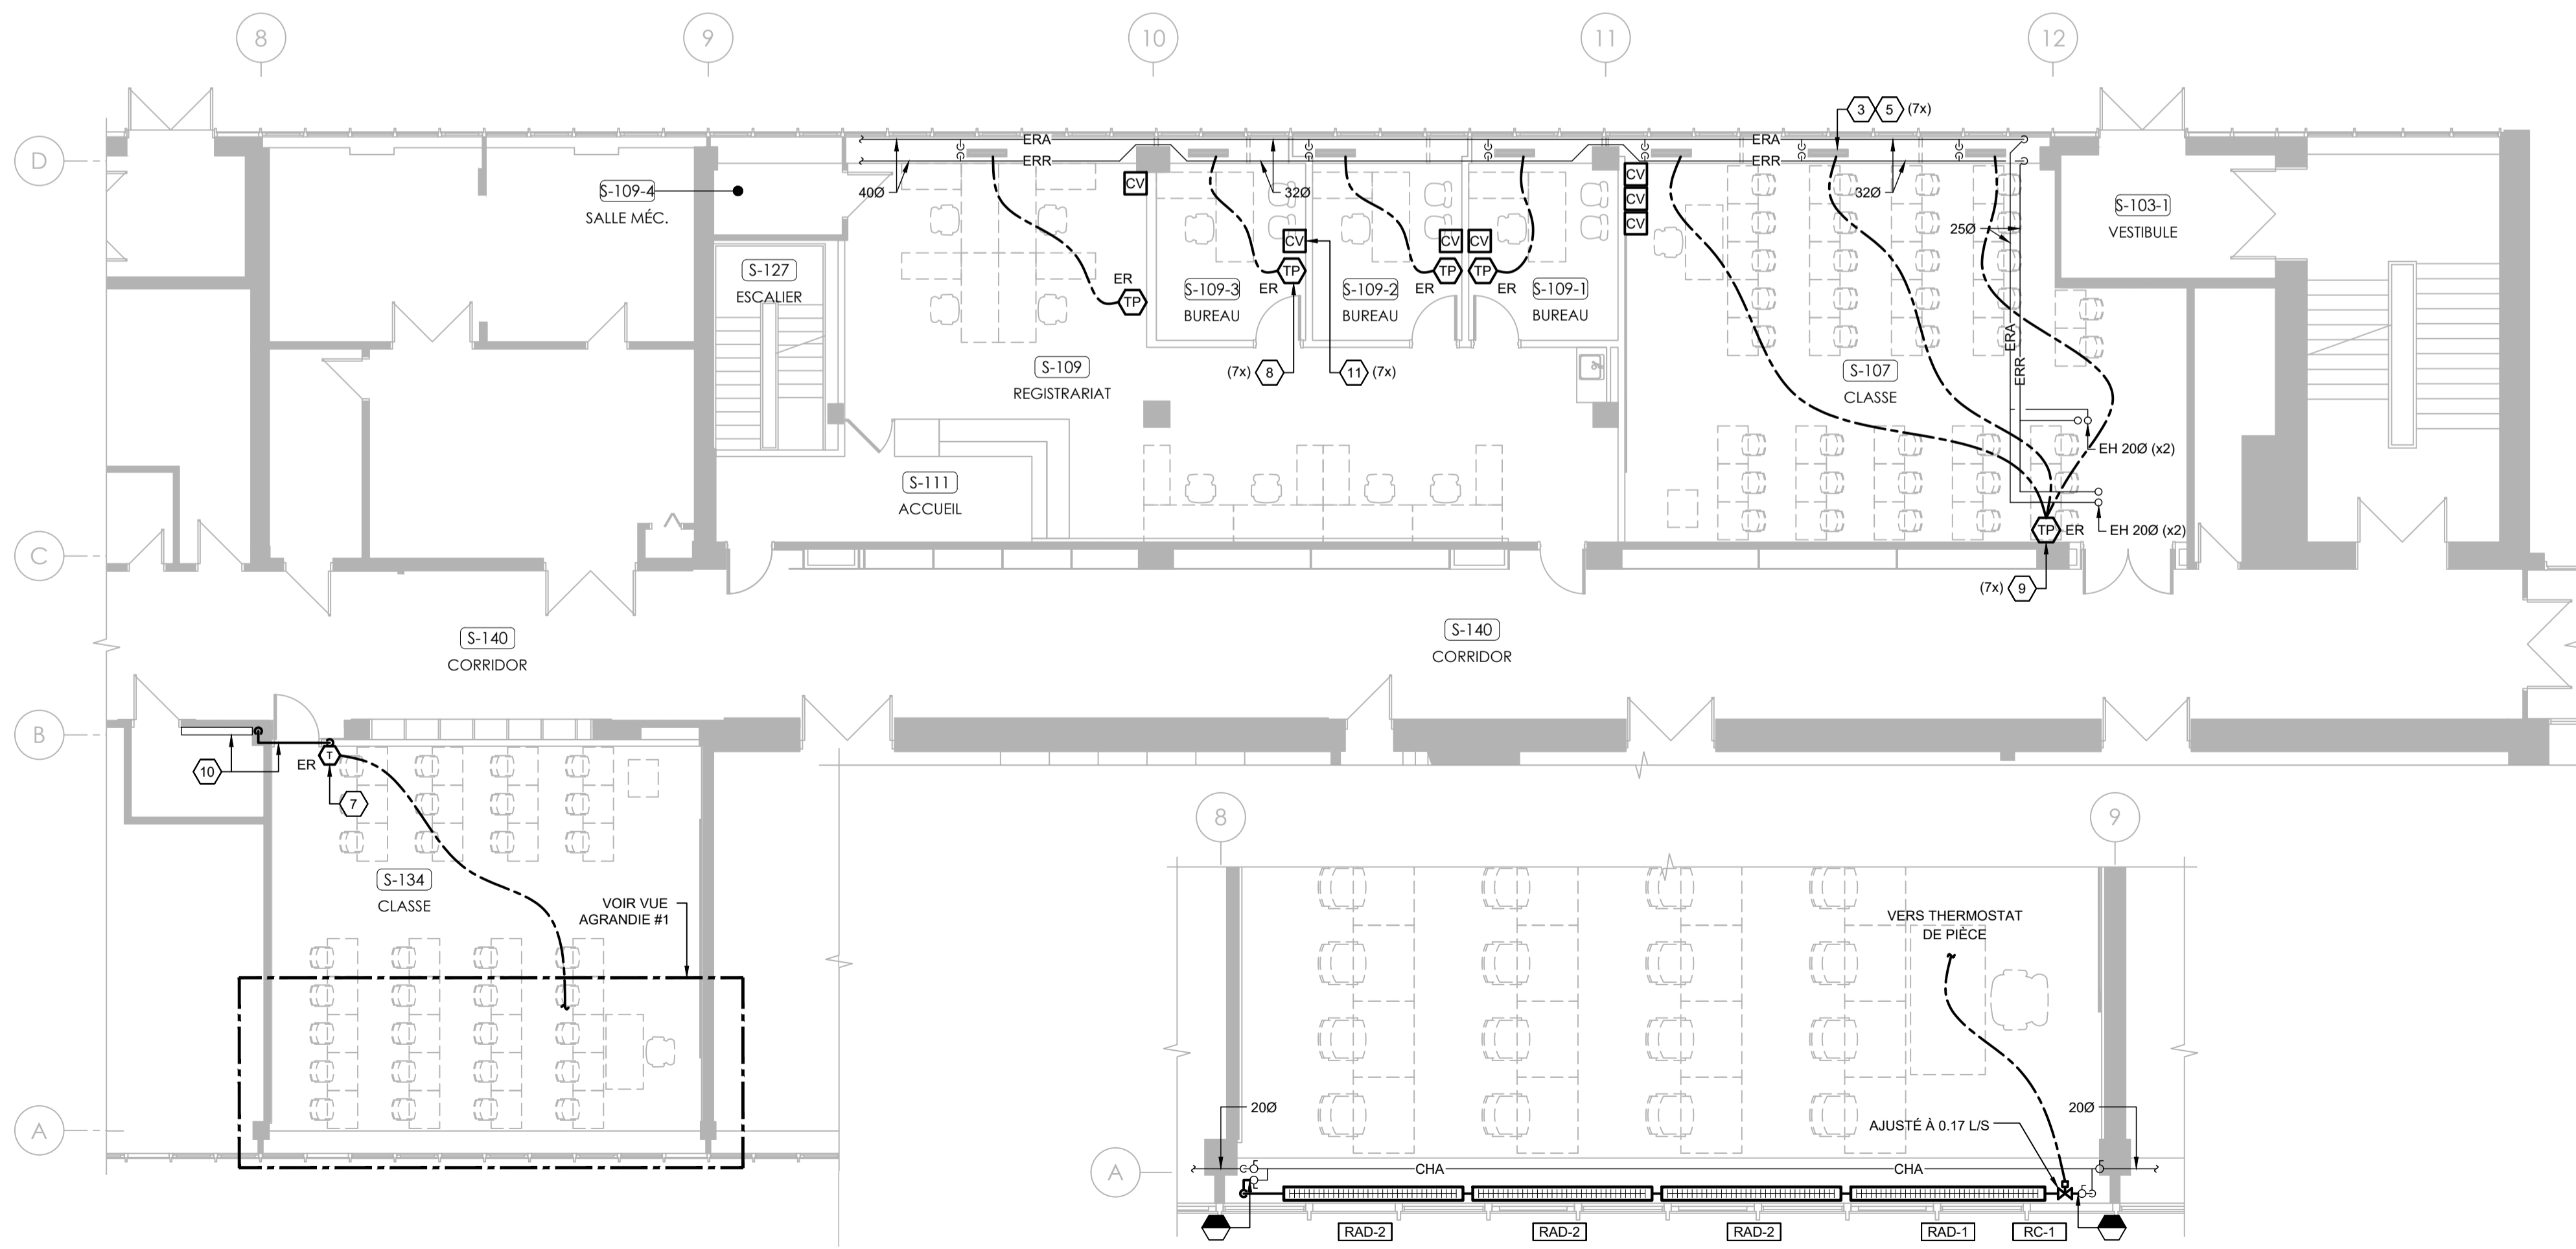 8
9
10
11
12
D
C
B
A
3
5
(7x)
ERA
ERR
ERA
ERR
40Ø
32Ø
32Ø
25Ø
S-109-4
SALLE MÉC.
CV
CV
CV
CV
CV
CV
CV
S-103-1
VESTIBULE
S-127
ESCALIER
ER
TP
TP
ER
TP
ER
TP
ER
S-109-3
BUREAU
S-109-2
BUREAU
S-109-1
BUREAU
ERA
ERR
(7x)
8
11
(7x)
S-109
REGISTRARIAT
S-107
CLASSE
EH 20Ø (x2)
S-111
ACCUEIL
TP
ER
EH 20Ø (x2)
(7x)
9
S-140
CORRIDOR
S-140
CORRIDOR
10
ER
T
7
S-134
CLASSE
VOIR VUE
AGRANDIE #1
8
9
A
VERS THERMOSTAT
DE PIÈCE
20Ø
20Ø
AJUSTÉ À 0.17 L/S
CHA
CHA
RAD-2
RAD-2
RAD-2
RAD-1
RC-1